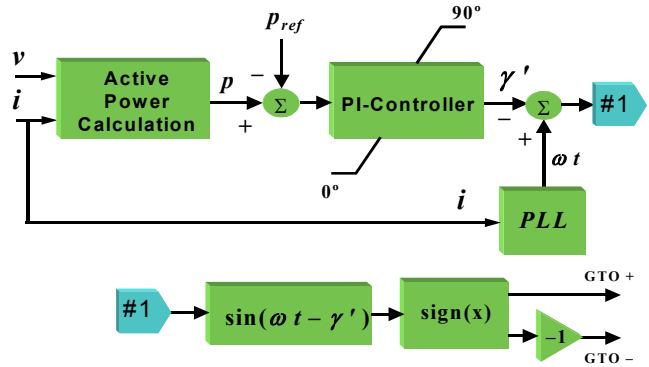 90º
p_ref
v
i
Active
Power
Calculation
p
−
+
Σ
PI-Controller
γ'
−
+
Σ
#1
0º
ω t
i
PLL
#1
sin(ω t − γ')
sign(x)
GTO +
−1
GTO −